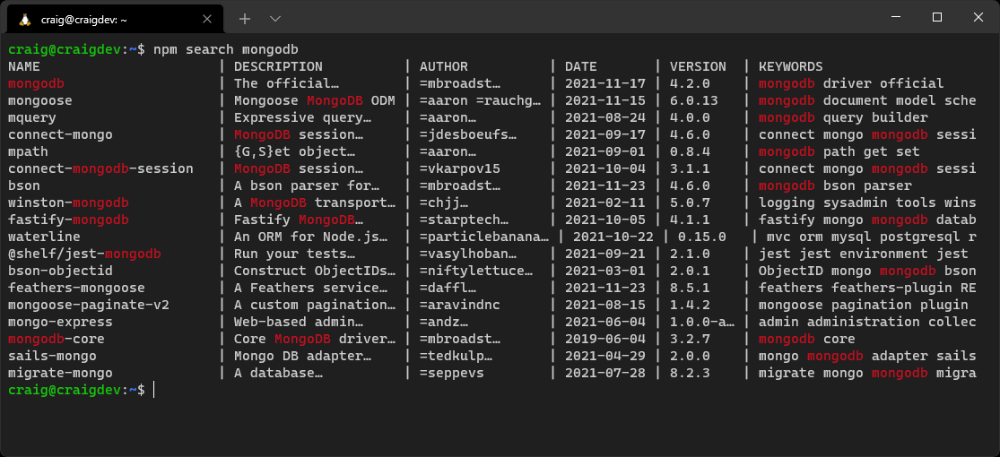 craig@craigdev: ~
craig@craigdev:~$ npm search mongodb
NAME | DESCRIPTION | AUTHOR | DATE | VERSION | KEYWORDS
mongodb | The official… | =mbroadst… | 2021-11-17 | 4.2.0 | mongodb driver official
mongoose | Mongoose MongoDB ODM | =aaron =rauchg… | 2021-11-15 | 6.0.13 | mongodb document model sche
mquery | Expressive query… | =aaron… | 2021-08-24 | 4.0.0 | mongodb query builder
connect-mongo | MongoDB session… | =jdesboeufs… | 2021-09-17 | 4.6.0 | connect mongo mongodb sessi
mpath | {G,S}et object… | =aaron… | 2021-09-01 | 0.8.4 | mongodb path get set
connect-mongodb-session | MongoDB session… | =vkarpov15 | 2021-10-04 | 3.1.1 | connect mongo mongodb sessi
bson | A bson parser for… | =mbroadst… | 2021-11-23 | 4.6.0 | mongodb bson parser
winston-mongodb | A MongoDB transport… | =chjj… | 2021-02-11 | 5.0.7 | logging sysadmin tools wins
fastify-mongodb | Fastify MongoDB… | =starptech… | 2021-10-05 | 4.1.1 | fastify mongo mongodb datab
waterline | An ORM for Node.js… | =particlebanana… | 2021-10-22 | 0.15.0 | mvc orm mysql postgresql r
@shelf/jest-mongodb | Run your tests… | =vasylhoban… | 2021-09-21 | 2.1.0 | jest jest environment jest
bson-objectid | Construct ObjectIDs… | =niftylettuce… | 2021-03-01 | 2.0.1 | ObjectID mongo mongodb bson
feathers-mongoose | A Feathers service… | =daffl… | 2021-11-23 | 8.5.1 | feathers feathers-plugin RE
mongoose-paginate-v2 | A custom pagination… | =aravindnc | 2021-08-15 | 1.4.2 | mongoose pagination plugin
mongo-express | Web-based admin… | =andz… | 2021-06-04 | 1.0.0-a… | admin administration collec
mongodb-core | Core MongoDB driver… | =mbroadst… | 2019-06-04 | 3.2.7 | mongodb core
sails-mongo | Mongo DB adapter… | =tedkulp… | 2021-04-29 | 2.0.0 | mongo mongodb adapter sails
migrate-mongo | A database… | =seppevs | 2021-07-28 | 8.2.3 | migrate mongo mongodb migra
craig@craigdev:~$